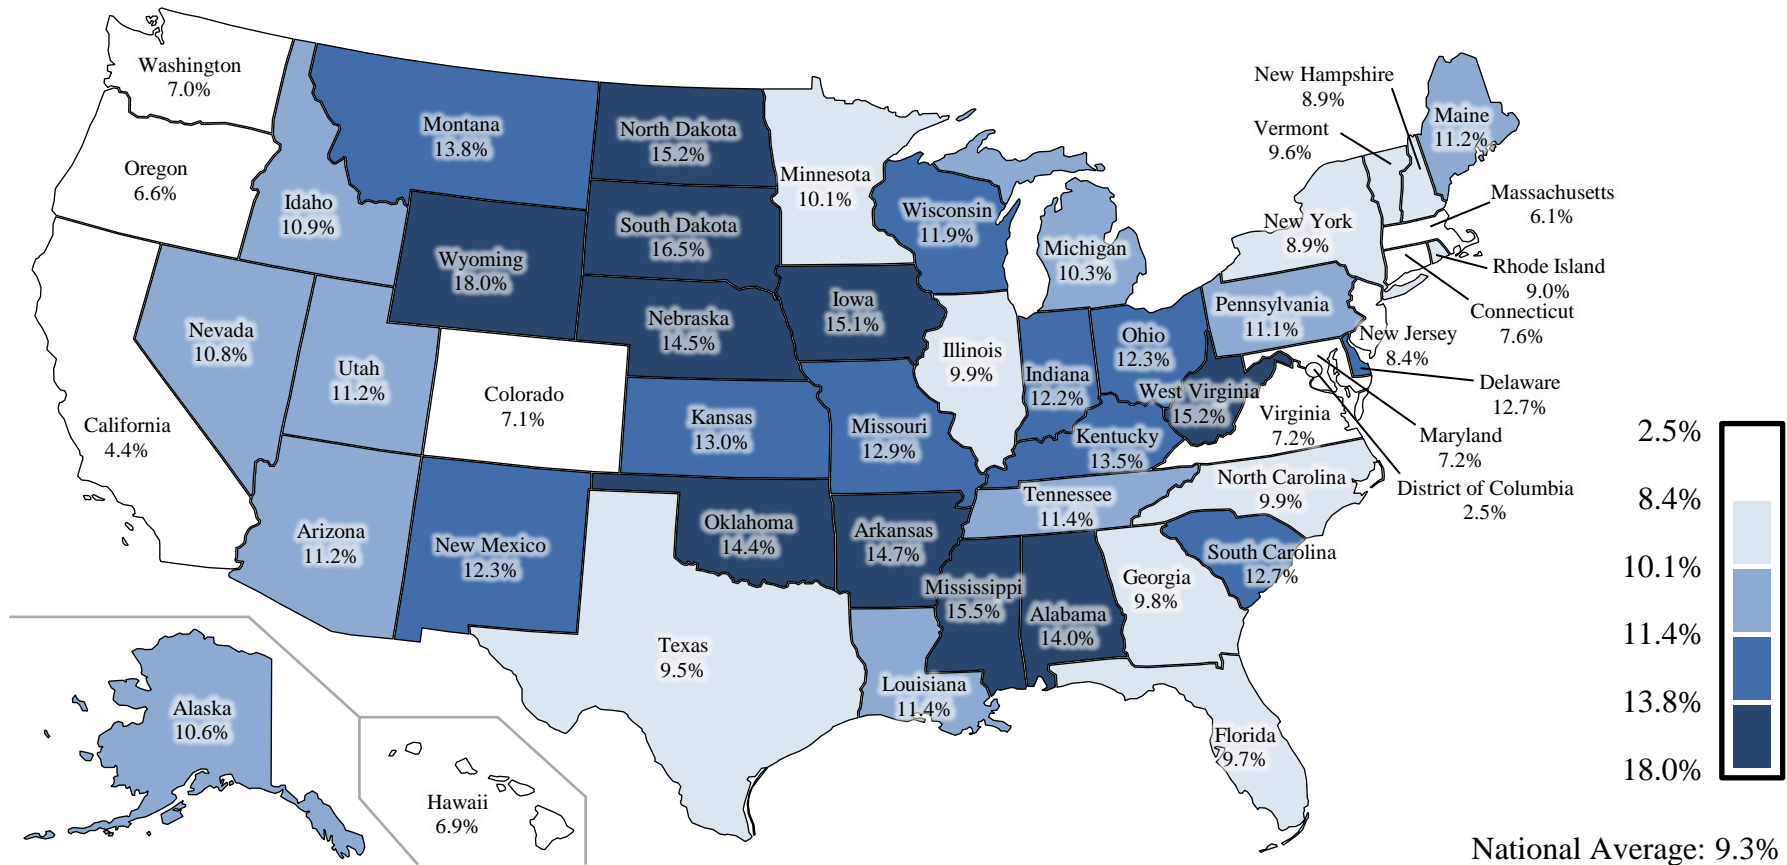 Washington
7.0%
Oregon
6.6%
California
4.4%
Nevada
10.8%
Idaho
10.9%
Montana
13.8%
Wyoming
18.0%
Utah
11.2%
Colorado
7.1%
Arizona
11.2%
New Mexico
12.3%
North Dakota
15.2%
South Dakota
16.5%
Nebraska
14.5%
Kansas
13.0%
Oklahoma
14.4%
Texas
9.5%
Minnesota
10.1%
Iowa
15.1%
Missouri
12.9%
Arkansas
14.7%
Louisiana
11.4%
Wisconsin
11.9%
Illinois
9.9%
Michigan
10.3%
Indiana
12.2%
Ohio
12.3%
Kentucky
13.5%
Tennessee
11.4%
Mississippi
15.5%
Alabama
14.0%
Georgia
9.8%
Florida
9.7%
South Carolina
12.7%
North Carolina
9.9%
Virginia
7.2%
West Virginia
15.2%
Pennsylvania
11.1%
New York
8.9%
Vermont
9.6%
New Hampshire
8.9%
Maine
11.2%
Massachusetts
6.1%
Rhode Island
9.0%
Connecticut
7.6%
New Jersey
8.4%
Delaware
12.7%
Maryland
7.2%
District of Columbia
2.5%
Alaska
10.6%
Hawaii
6.9%
2.5%
8.4%
10.1%
11.4%
13.8%
18.0%
National Average: 9.3%